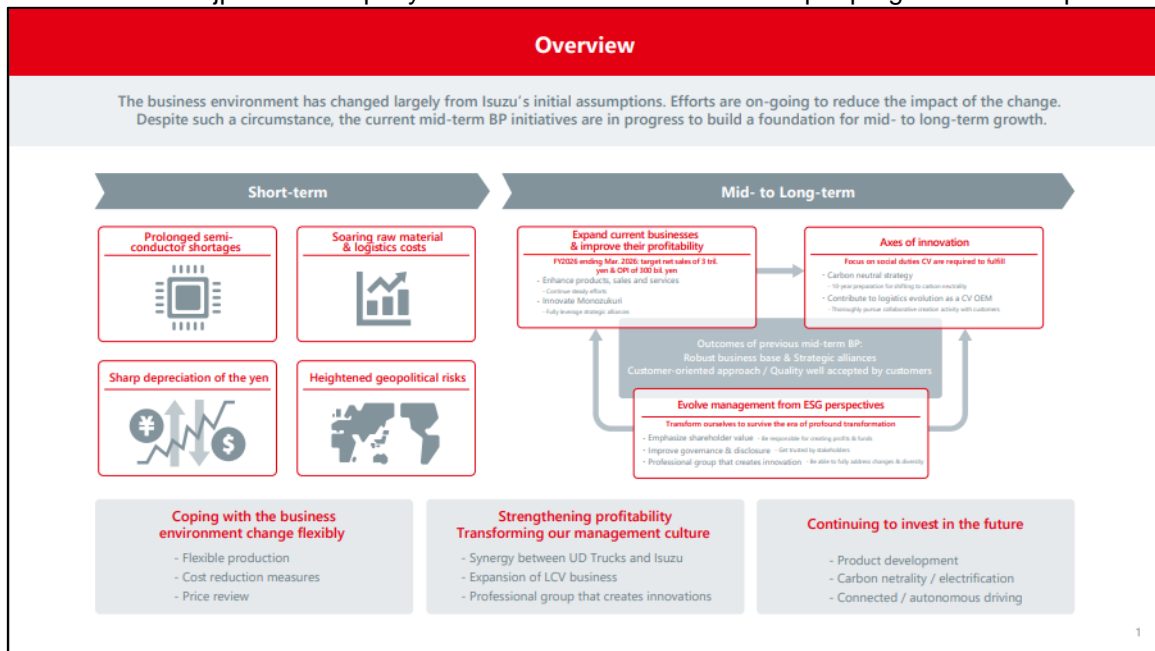 Overview
The business environment has changed largely from Isuzu's initial assumptions. Efforts are on-going to reduce the impact of the change.
Despite such a circumstance, the current mid-term BP initiatives are in progress to build a foundation for mid- to long-term growth.
Short-term
Prolonged semi-
conductor shortages
Soaring raw material
& logistics costs
Sharp depreciation of the yen
¥
$
Heightened geopolitical risks
Mid- to Long-term
Expand current businesses
& improve their profitability
FY2026 ending Mar. 2026: target net sales of 3 tril.
yen & OPI of 300 bil. yen
- Enhance products, sales and services
- Continue steady efforts
- Innovate Monozukuri
- Fully leverage strategic alliances
Axes of innovation
Focus on social duties CV are required to fulfill
- Carbon neutral strategy
- 10-year preparation for shifting to carbon neutrality
- Contribute to logistics evolution as a CV OEM
- Thoroughly pursue collaborative creation activity with customers
Outcomes of previous mid-term BP:
Robust business base & Strategic alliances
Customer-oriented approach / Quality well accepted by customers
Evolve management from ESG perspectives
Transform ourselves to survive the era of profound transformation
- Emphasize shareholder value - Be responsible for creating profits & funds
- Improve governance & disclosure - Get trusted by stakeholders
- Professional group that creates innovation - Be able to fully address changes & diversity
Coping with the business
environment change flexibly
- Flexible production
- Cost reduction measures
- Price review
Strengthening profitability
Transforming our management culture
- Synergy between UD Trucks and Isuzu
- Expansion of LCV business
- Professional group that creates innovations
Continuing to invest in the future
- Product development
- Carbon netrality / electrification
- Connected / autonomous driving
1